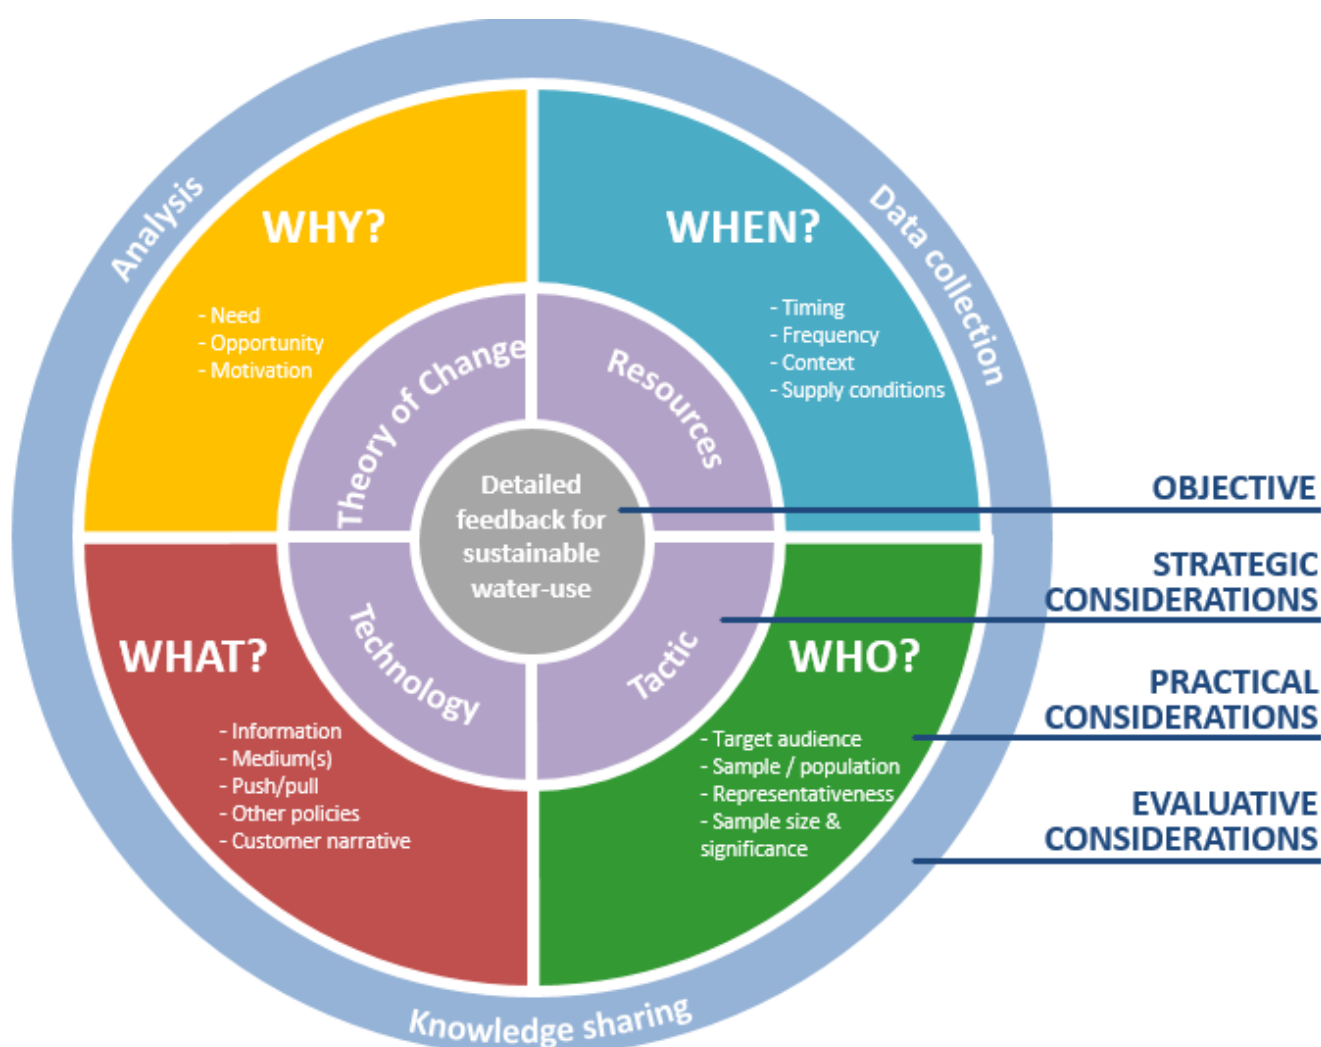 Analysis
Data collection
Knowledge sharing
WHY?
- Need
- Opportunity
- Motivation
WHEN?
- Timing
- Frequency
- Context
- Supply conditions
Theory of Change
Resources
Detailed
feedback for
sustainable
water-use
Technology
Tactic
WHAT?
- Information
- Medium(s)
- Push/pull
- Other policies
- Customer narrative
WHO?
- Target audience
- Sample / population
- Representativeness
- Sample size &
significance
OBJECTIVE
STRATEGIC
CONSIDERATIONS
PRACTICAL
CONSIDERATIONS
EVALUATIVE
CONSIDERATIONS